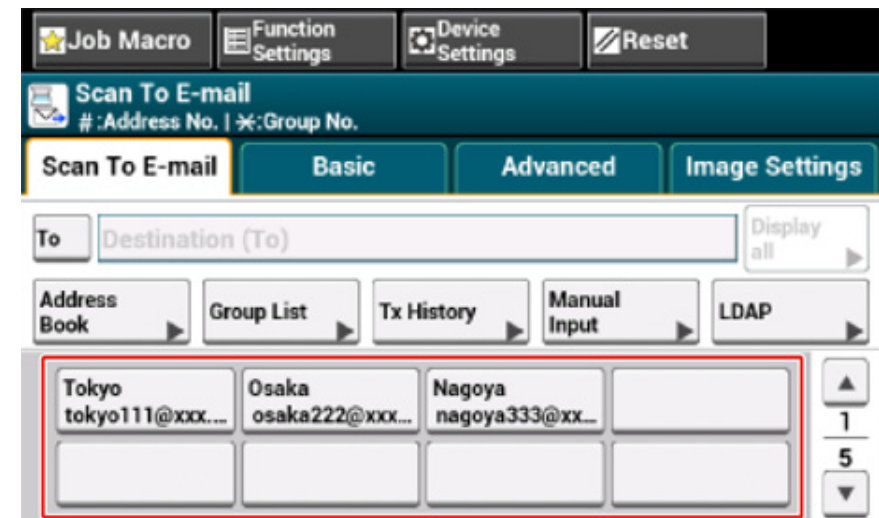 Job Macro
Function
Settings
Device
Settings
Reset
Scan To E-mail
#:Address No. | ⚹:Group No.
Scan To E-mail
Basic
Advanced
Image Settings
To
Destination (To)
Display
all
Address
Book
Group List
Tx History
Manual
Input
LDAP
Tokyo
tokyo111@xxx....
Osaka
osaka222@xxx...
Nagoya
nagoya333@xx...
1
5